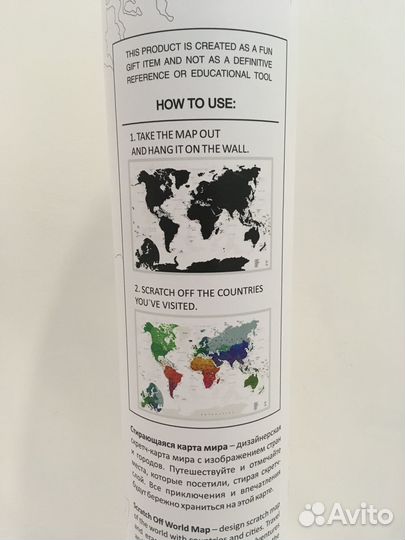 THIS PRODUCT IS CREATED AS A FUN
GIFT ITEM AND NOT AS A DEFINITIVE
REFERENCE OR EDUCATIONAL TOOL
HOW TO USE:
1. TAKE THE MAP OUT
AND HANG IT ON THE WALL.
2. SCRATCH OFF THE COUNTRIES
YOU`VE VISITED.
Стирающаяся карта мира – дизайнерская
скретч-карта мира с изображением стран
и городов. Путешествуйте и отмечайте
места, которые посетили, стирая скретч-
слой. Все приключения и впечатления
будут бережно храниться на этой карте.
Scratch Off World Map – design scratch map
of the world with countries and cities. Travel
Avito